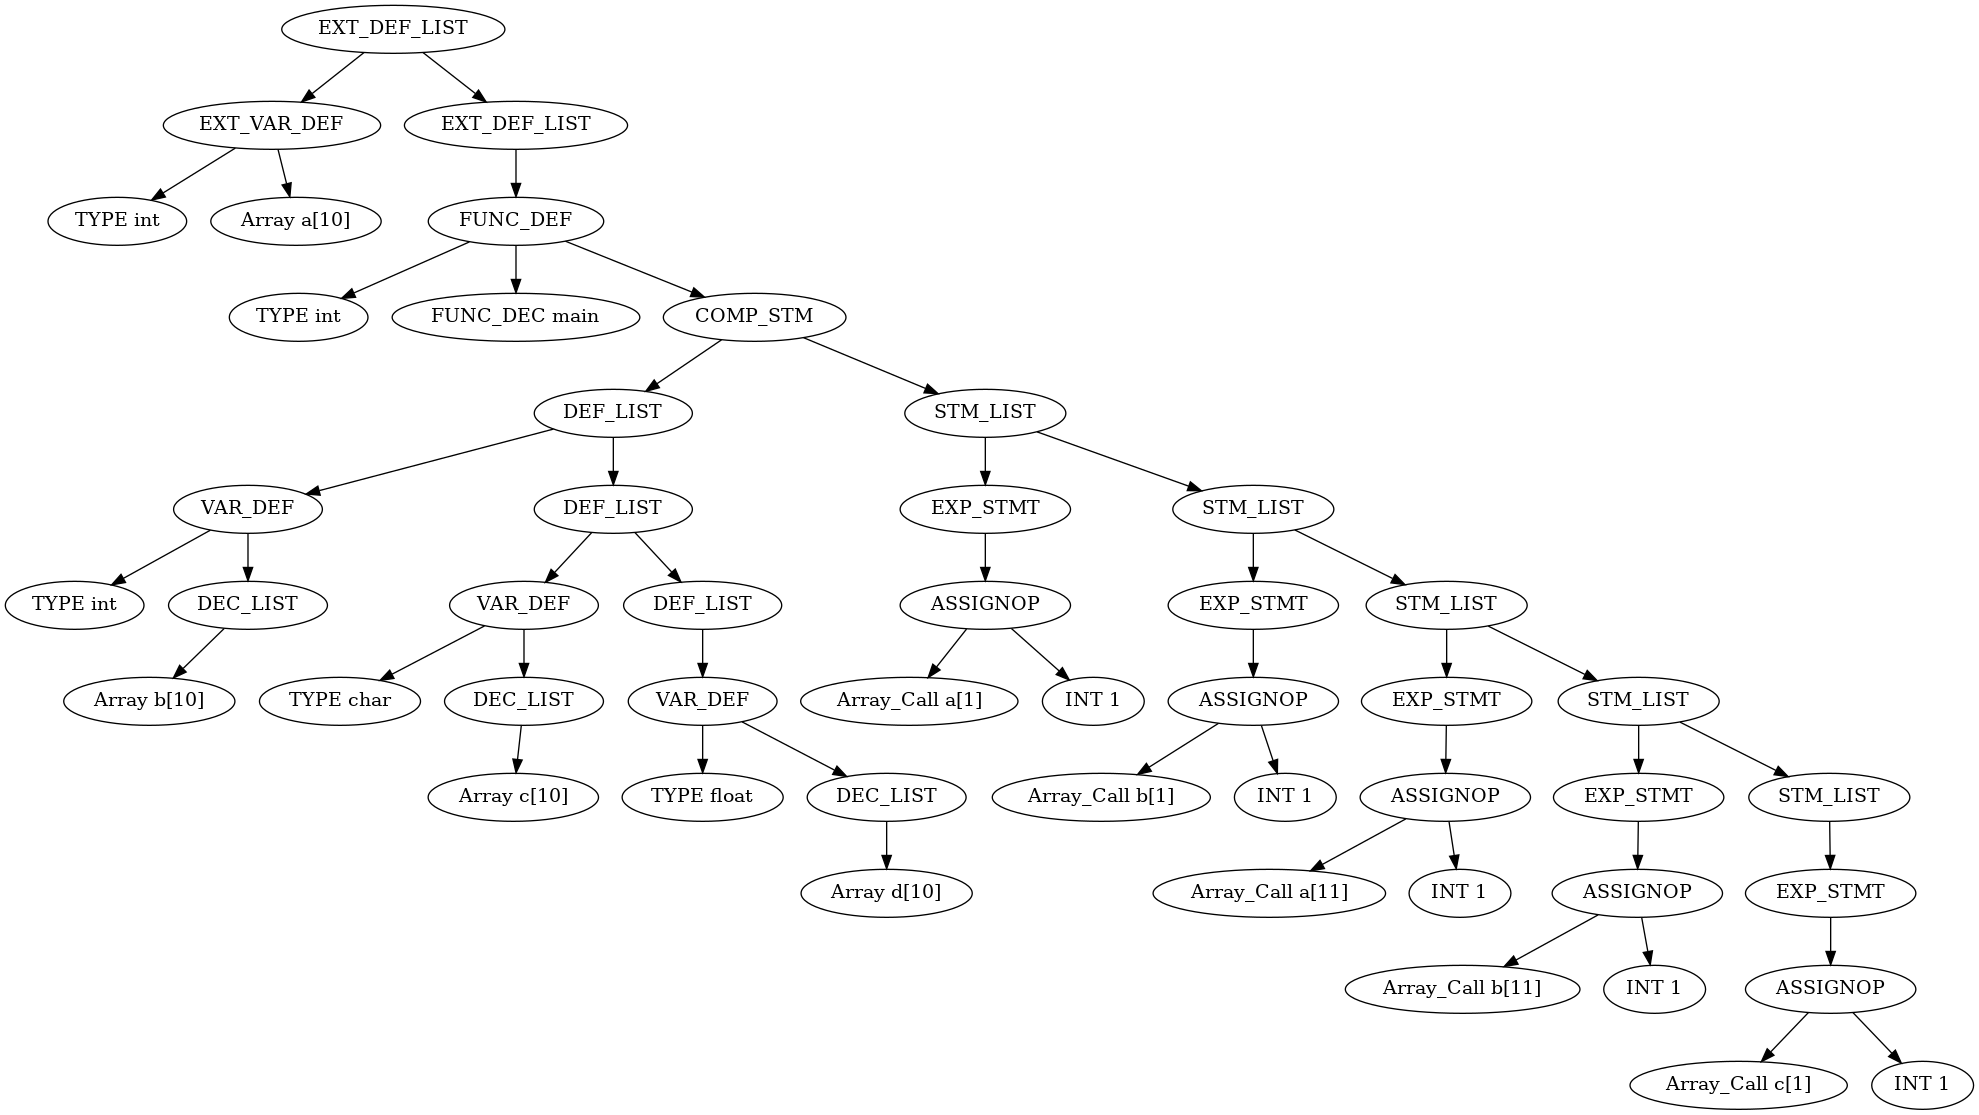 EXT_DEF_LIST
EXT_VAR_DEF
EXT_DEF_LIST
TYPE int
Array a[10]
FUNC_DEF
TYPE int
FUNC_DEC main
COMP_STM
DEF_LIST
STM_LIST
VAR_DEF
DEF_LIST
EXP_STMT
STM_LIST
TYPE int
DEC_LIST
VAR_DEF
DEF_LIST
ASSIGNOP
EXP_STMT
STM_LIST
Array b[10]
TYPE char
DEC_LIST
VAR_DEF
Array_Call a[1]
INT 1
ASSIGNOP
EXP_STMT
STM_LIST
Array c[10]
TYPE float
DEC_LIST
Array_Call b[1]
INT 1
ASSIGNOP
EXP_STMT
STM_LIST
Array d[10]
Array_Call a[11]
INT 1
ASSIGNOP
EXP_STMT
Array_Call b[11]
INT 1
ASSIGNOP
Array_Call c[1]
INT 1